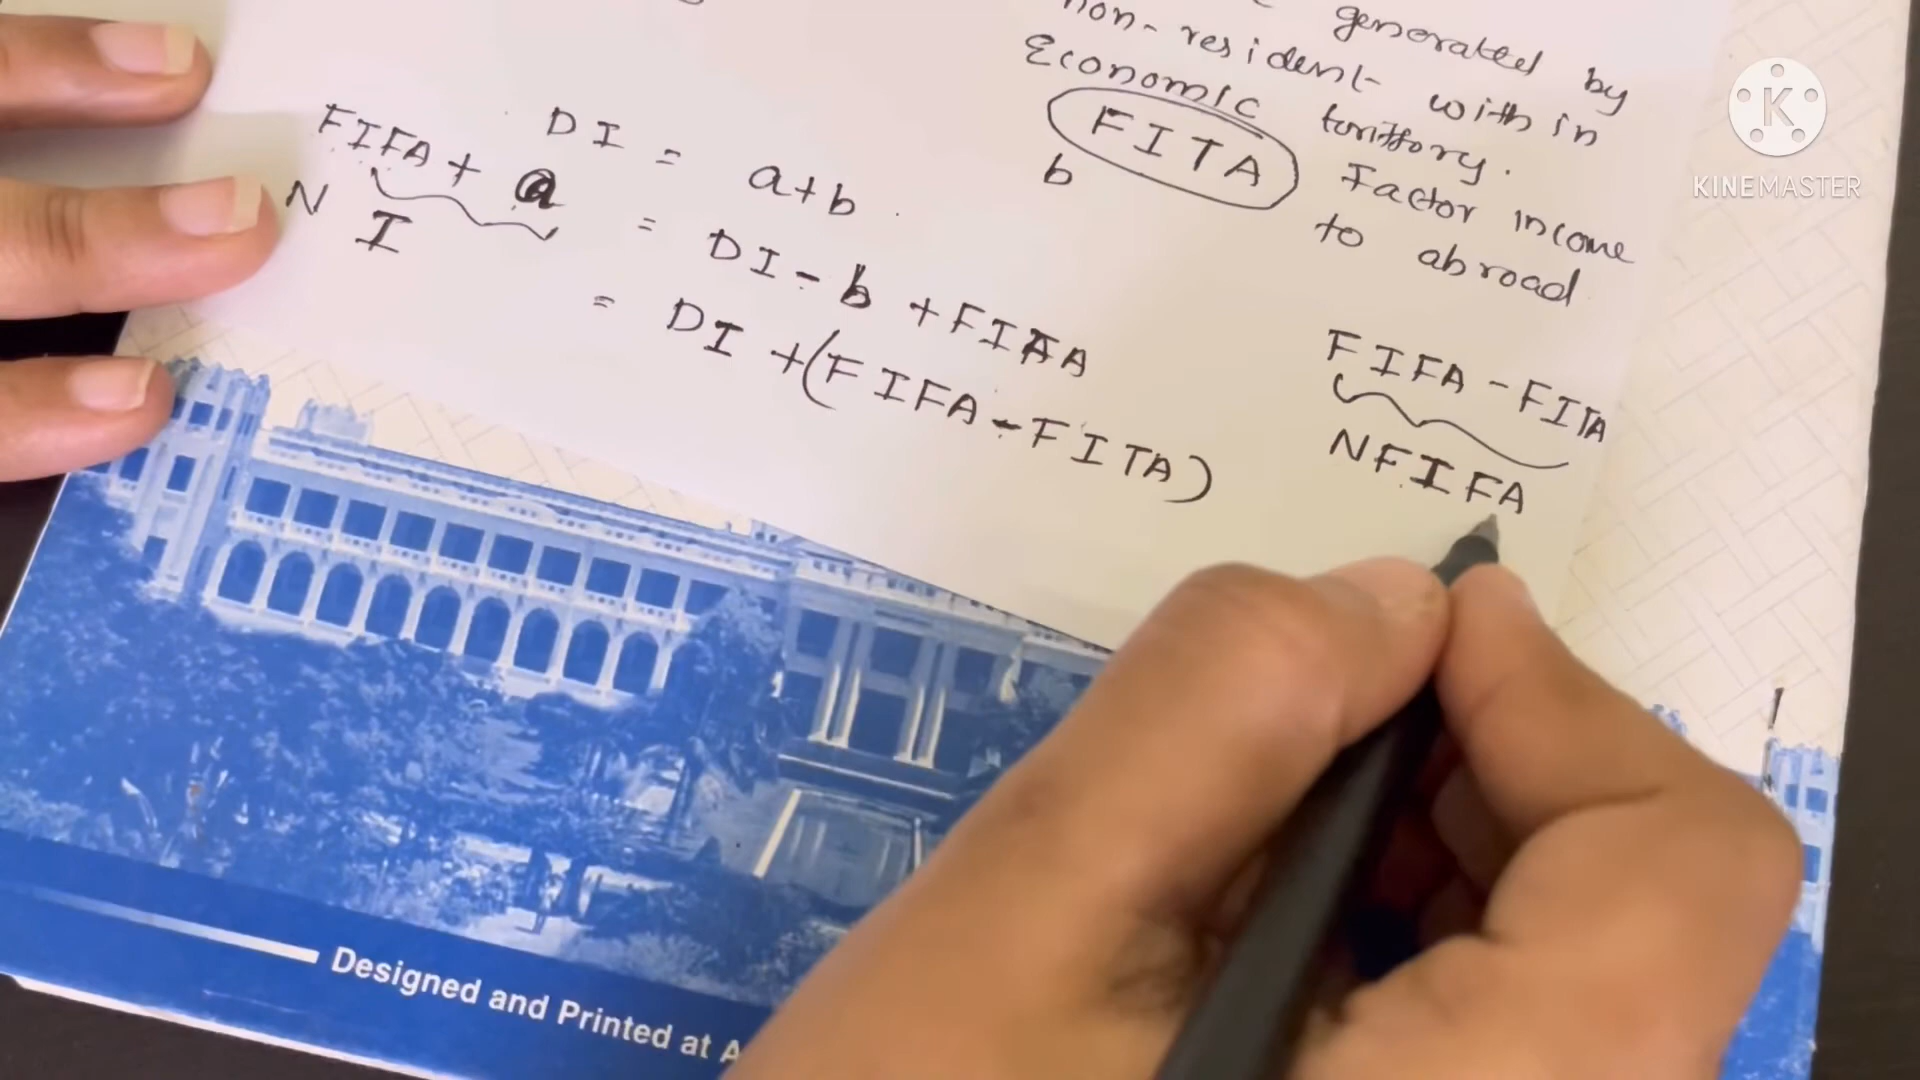 generated by
non-resident with in
Economic territory.
FITA Factor income
b to abroad
DI = a+b
FIFA + a = DI - b + FIFA
NI = DI + (FIFA - FITA)
FIFA - FITA
NFIFA
KINEMASTER
Designed and Printed at A